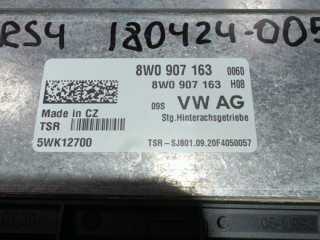 RS4 180424-005
8W0 907 163 0060
8W0 907 163 H08
09S VW AG
Made in CZ
TSR
Stg.Hinterachsgetriebe
5WK12700
TSR-SJ801.09.20F4050057